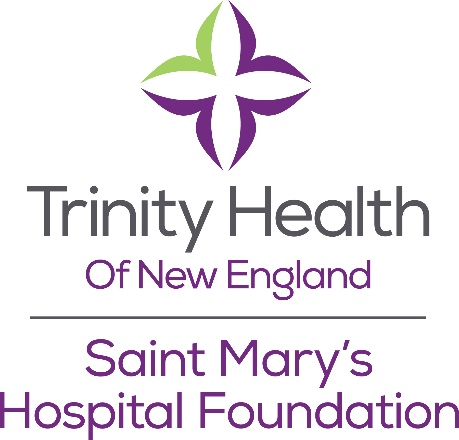 Trinity Health
Of New England
Saint Mary's
Hospital Foundation